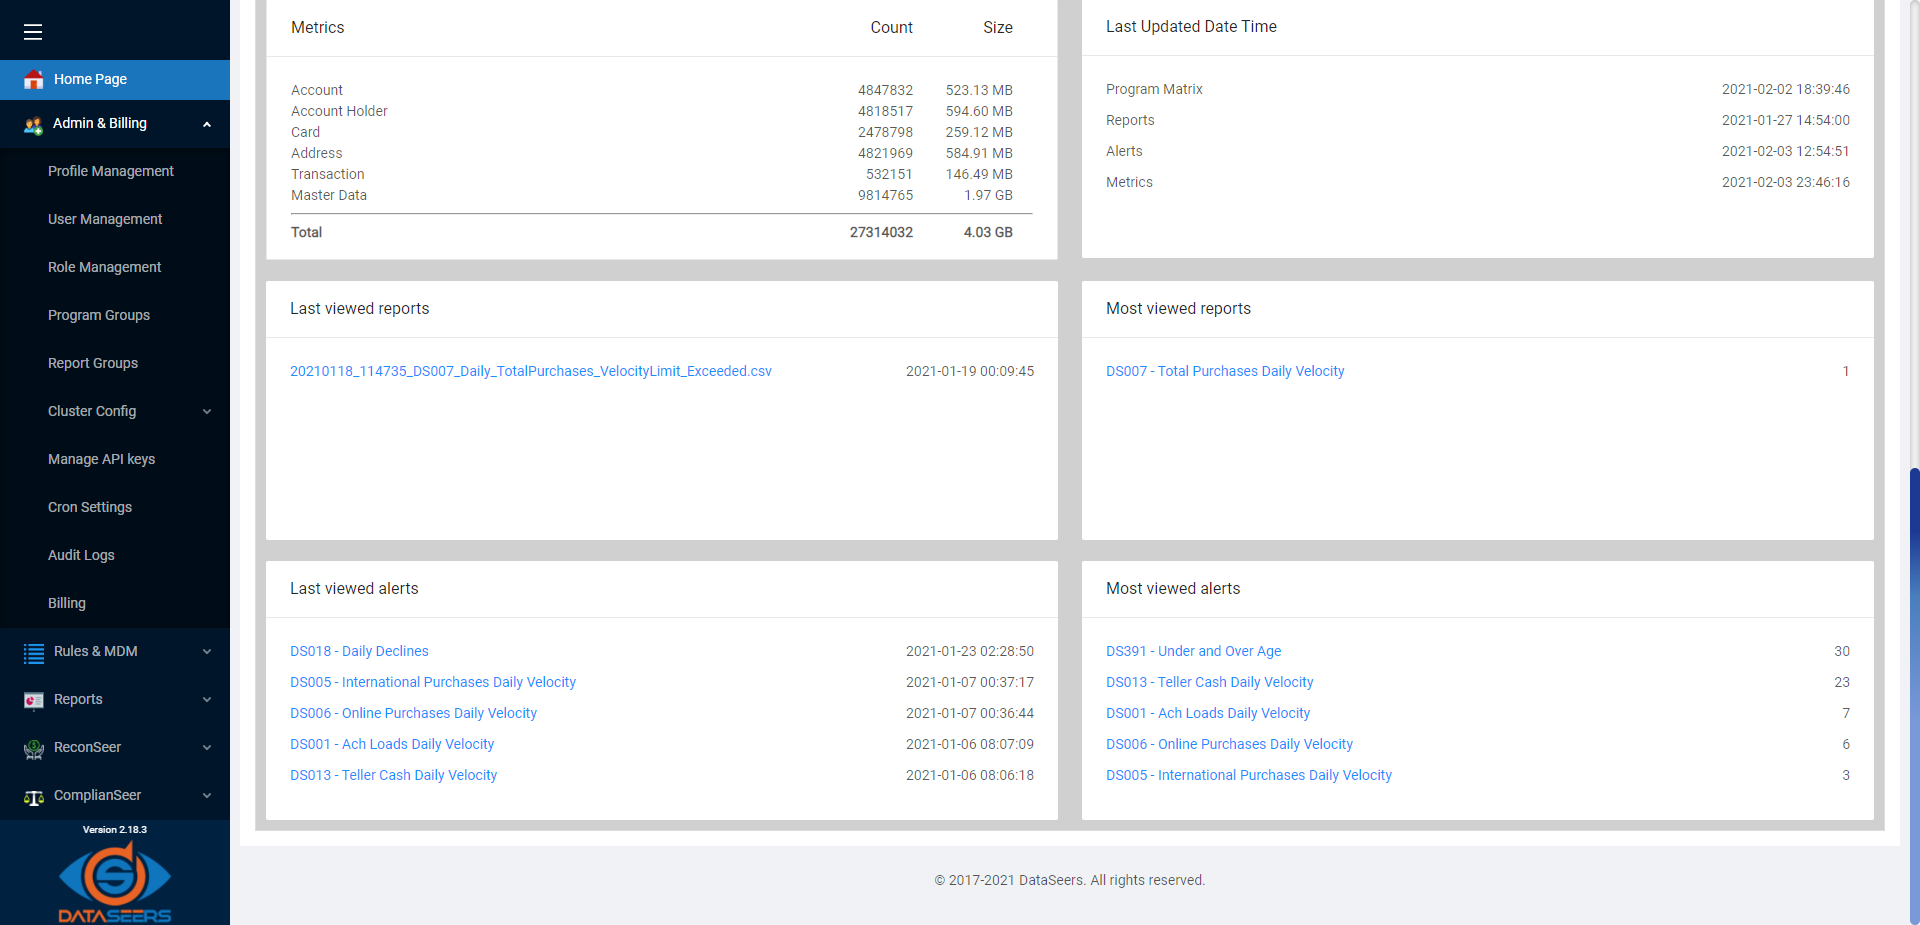 Home Page
Admin & Billing
Profile Management
User Management
Role Management
Program Groups
Report Groups
Cluster Config
Manage API keys
Cron Settings
Audit Logs
Billing
Rules & MDM
Reports
ReconSeer
ComplianSeer
Version 2.18.3
DATASEERS
Metrics Count Size
Account 4847832 523.13 MB
Account Holder 4818517 594.60 MB
Card 2478798 259.12 MB
Address 4821969 584.91 MB
Transaction 532151 146.49 MB
Master Data 9814765 1.97 GB
Total 27314032 4.03 GB
Last Updated Date Time
Program Matrix 2021-02-02 18:39:46
Reports 2021-01-27 14:54:00
Alerts 2021-02-03 12:54:51
Metrics 2021-02-03 23:46:16
Last viewed reports
20210118_114735_DS007_Daily_TotalPurchases_VelocityLimit_Exceeded.csv 2021-01-19 00:09:45
Most viewed reports
DS007 - Total Purchases Daily Velocity 1
Last viewed alerts
DS018 - Daily Declines 2021-01-23 02:28:50
DS005 - International Purchases Daily Velocity 2021-01-07 00:37:17
DS006 - Online Purchases Daily Velocity 2021-01-07 00:36:44
DS001 - Ach Loads Daily Velocity 2021-01-06 08:07:09
DS013 - Teller Cash Daily Velocity 2021-01-06 08:06:18
Most viewed alerts
DS391 - Under and Over Age 30
DS013 - Teller Cash Daily Velocity 23
DS001 - Ach Loads Daily Velocity 7
DS006 - Online Purchases Daily Velocity 6
DS005 - International Purchases Daily Velocity 3
© 2017-2021 DataSeers. All rights reserved.